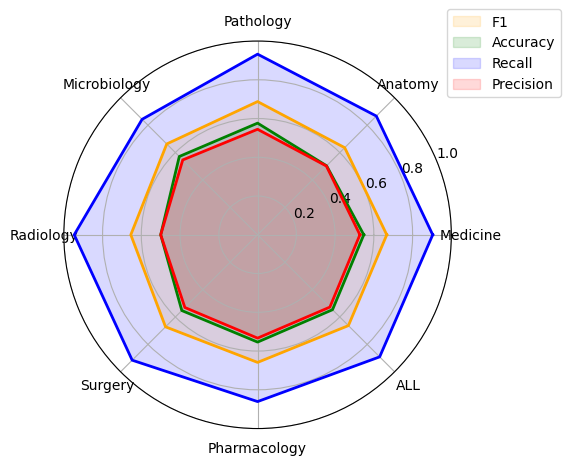 F1
Accuracy
Recall
Precision
Pathology
Microbiology
Anatomy
1.0
0.8
0.6
0.4
0.2
Radiology
Medicine
Surgery
ALL
Pharmacology